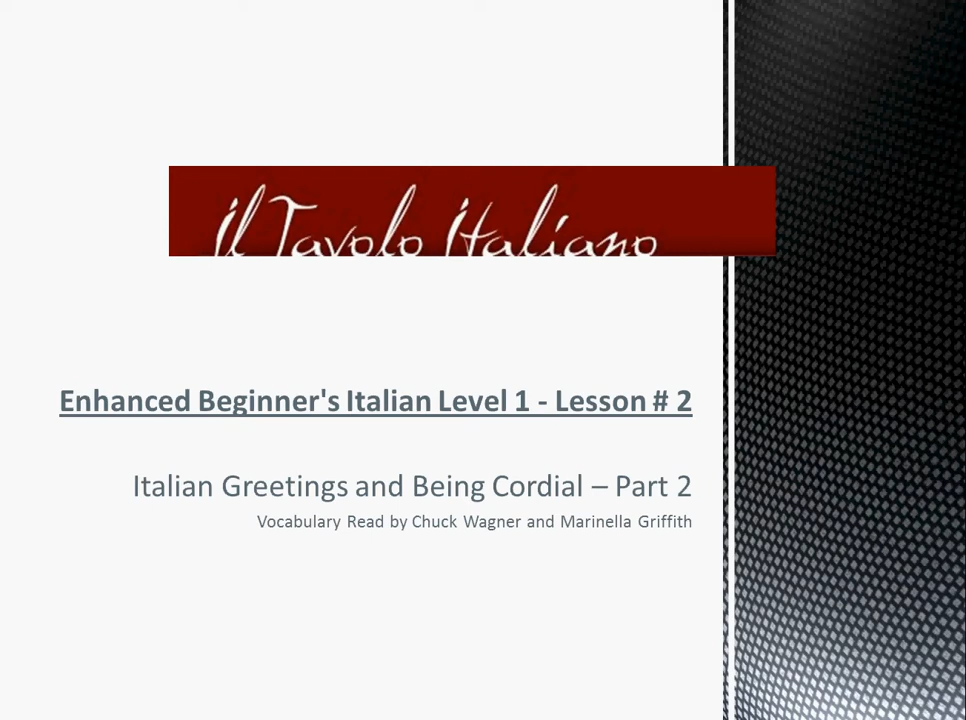 Il Tavolo Italiano
Enhanced Beginner's Italian Level 1 - Lesson # 2
Italian Greetings and Being Cordial – Part 2
Vocabulary Read by Chuck Wagner and Marinella Griffith